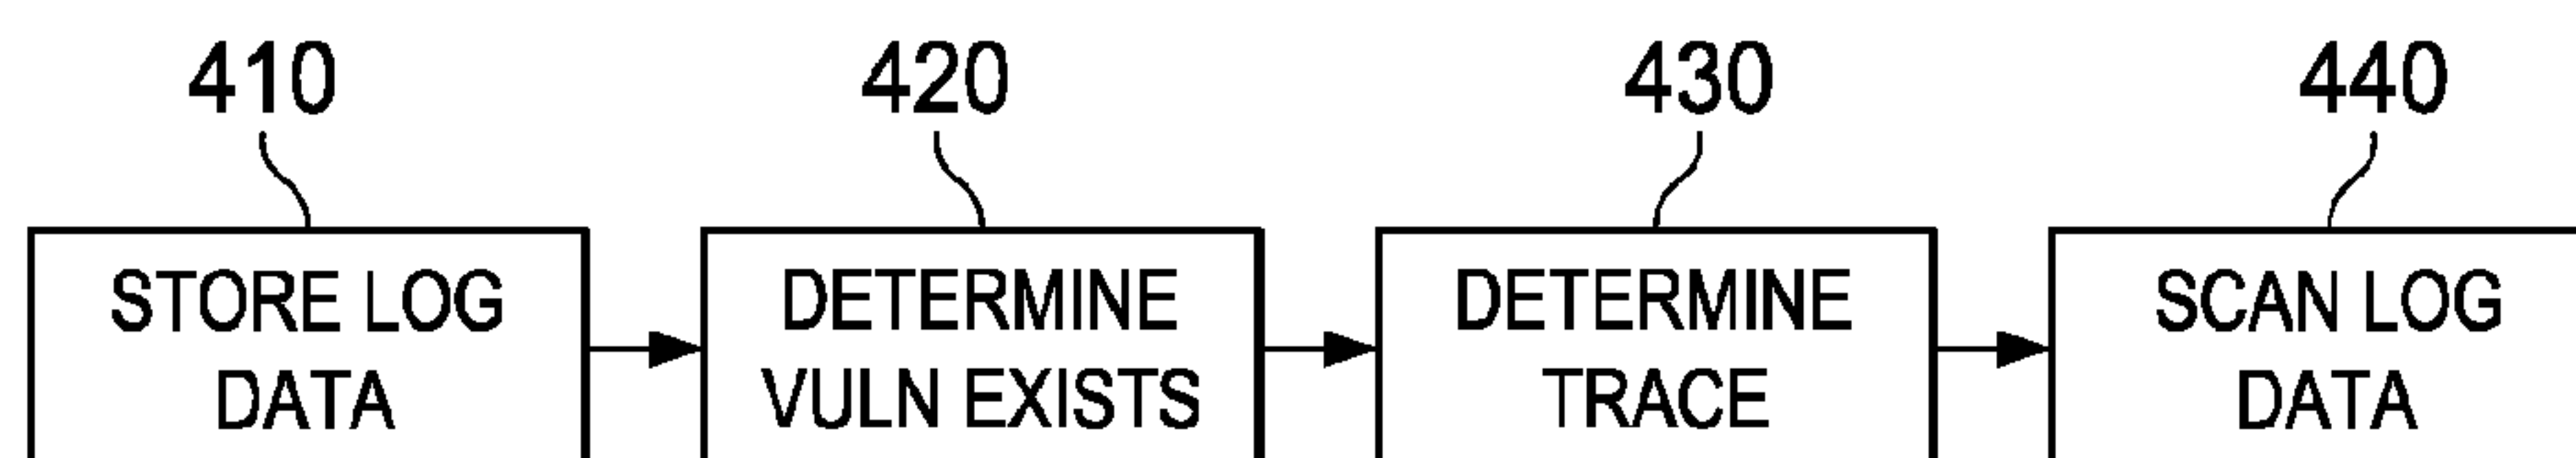 410
420
430
440
STORE LOG
DATA
DETERMINE
VULN EXISTS
DETERMINE
TRACE
SCAN LOG
DATA